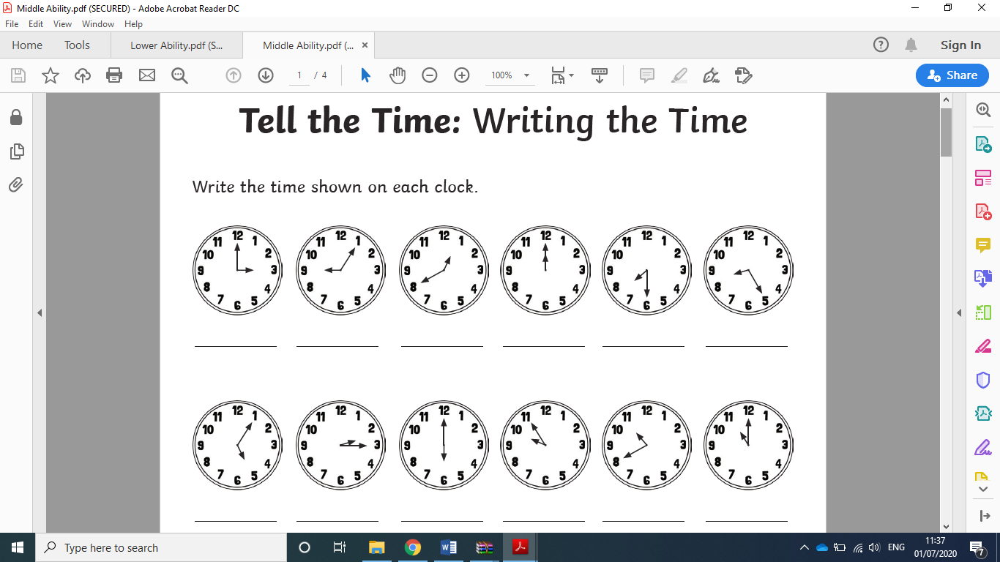 Middle Ability.pdf (SECURED) - Adobe Acrobat Reader DC
File Edit View Window Help
Home Tools Lower Ability.pdf (S... Middle Ability.pdf (... ×
? Sign In
1 / 4 100% Share
Tell the Time: Writing the Time
Write the time shown on each clock.
12 1 2 3 4 5 6 7 8 9 10 11
12 1 2 3 4 5 6 7 8 9 10 11
12 1 2 3 4 5 6 7 8 9 10 11
12 1 2 3 4 5 6 7 8 9 10 11
12 1 2 3 4 5 6 7 8 9 10 11
12 1 2 3 4 5 6 7 8 9 10 11
12 1 2 3 4 5 6 7 8 9 10 11
12 1 2 3 4 5 6 7 8 9 10 11
12 1 2 3 4 5 6 7 8 9 10 11
12 1 2 3 4 5 6 7 8 9 10 11
12 1 2 3 4 5 6 7 8 9 10 11
12 1 2 3 4 5 6 7 8 9 10 11
Type here to search
ENG
11:37
01/07/2020
7